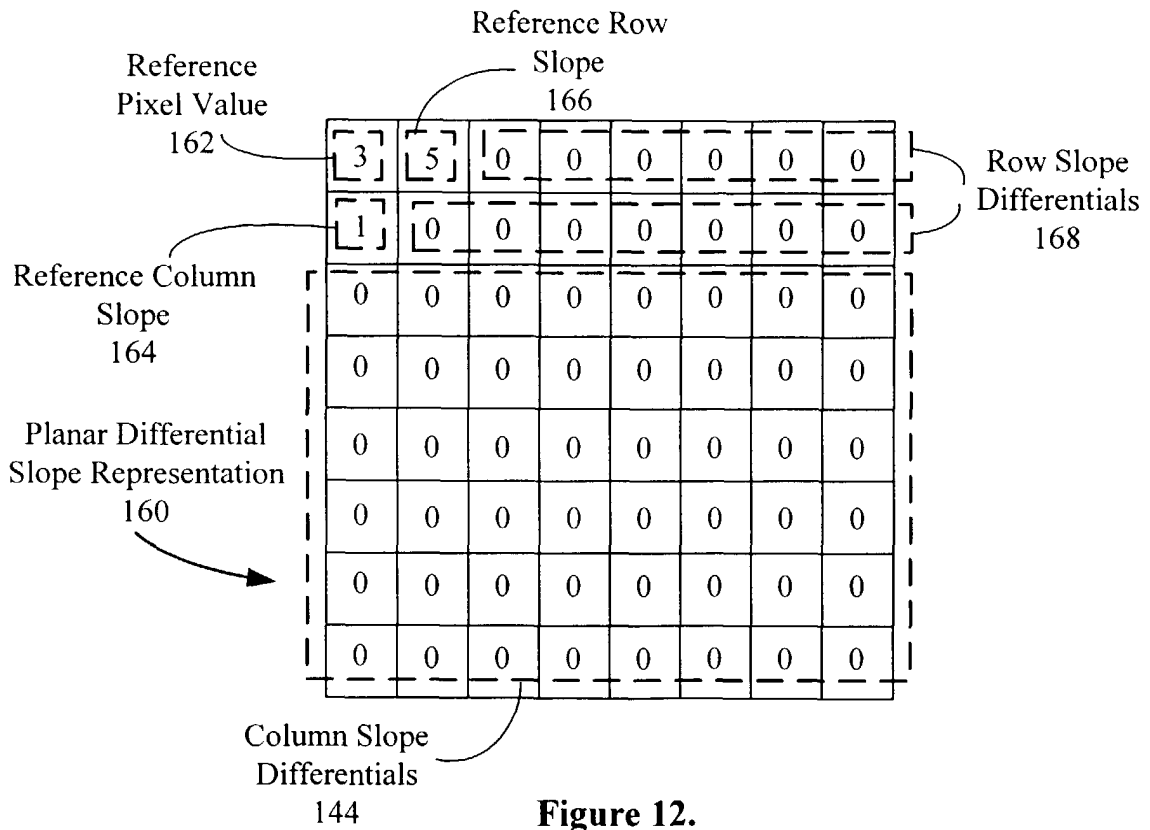 Reference Row
Slope
166
Reference
Pixel Value
162
3 5 0 0 0 0 0 0
Row Slope
Differentials
168
1 0 0 0 0 0 0 0
Reference Column
Slope
164
0 0 0 0 0 0 0 0
0 0 0 0 0 0 0 0
Planar Differential
Slope Representation
160
0 0 0 0 0 0 0 0
0 0 0 0 0 0 0 0
0 0 0 0 0 0 0 0
0 0 0 0 0 0 0 0
Column Slope
Differentials
144
Figure 12.